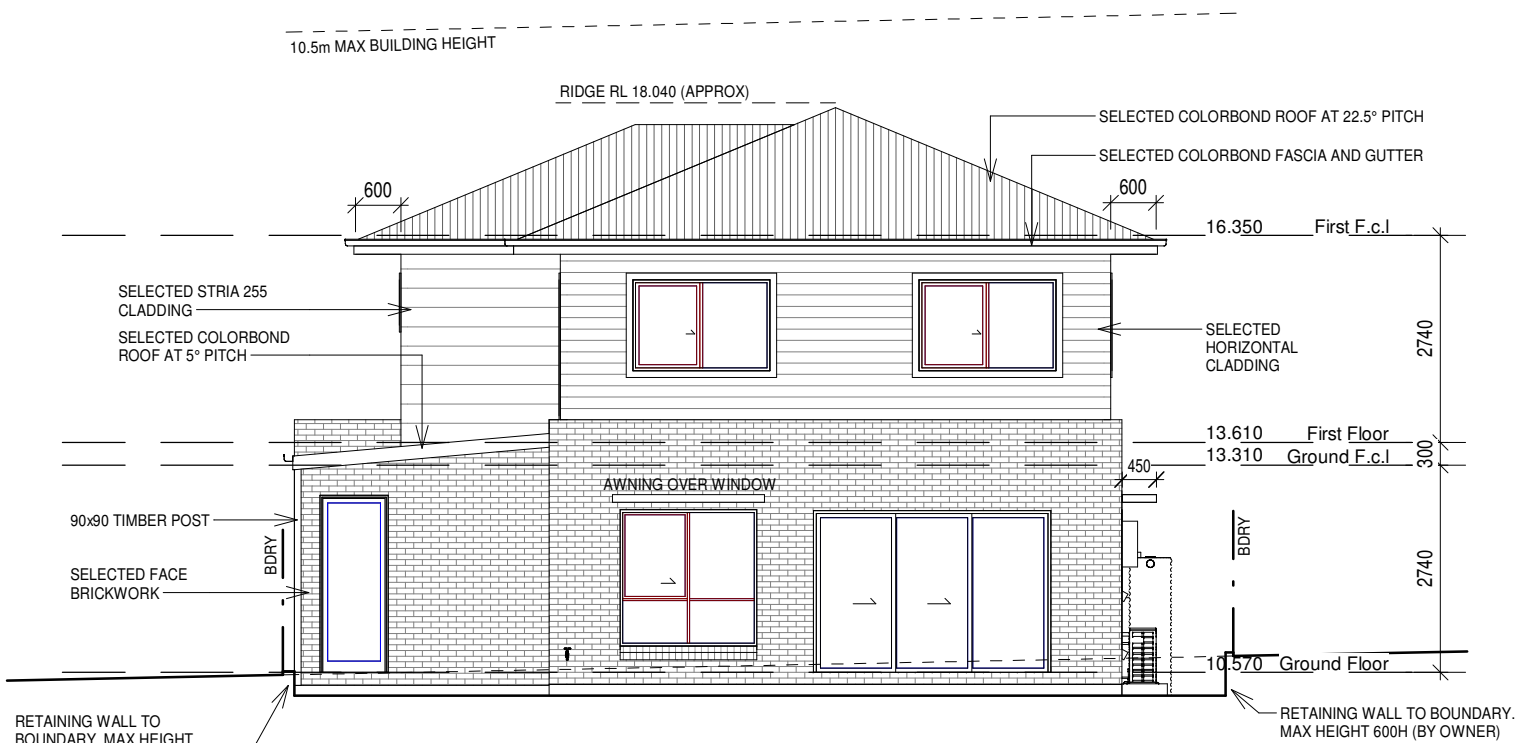 10.5m MAX BUILDING HEIGHT
RIDGE RL 18.040 (APPROX)
SELECTED COLORBOND ROOF AT 22.5° PITCH
SELECTED COLORBOND FASCIA AND GUTTER
600
600
16.350 First F.c.l
SELECTED STRIA 255
CLADDING
SELECTED COLORBOND
ROOF AT 5° PITCH
SELECTED
HORIZONTAL
CLADDING
2740
13.610 First Floor
300
13.310 Ground F.c.l
450
AWNING OVER WINDOW
90x90 TIMBER POST
BDRY
BDRY
SELECTED FACE
BRICKWORK
2740
10.570 Ground Floor
RETAINING WALL TO
BOUNDARY. MAX HEIGHT
RETAINING WALL TO BOUNDARY.
MAX HEIGHT 600H (BY OWNER)